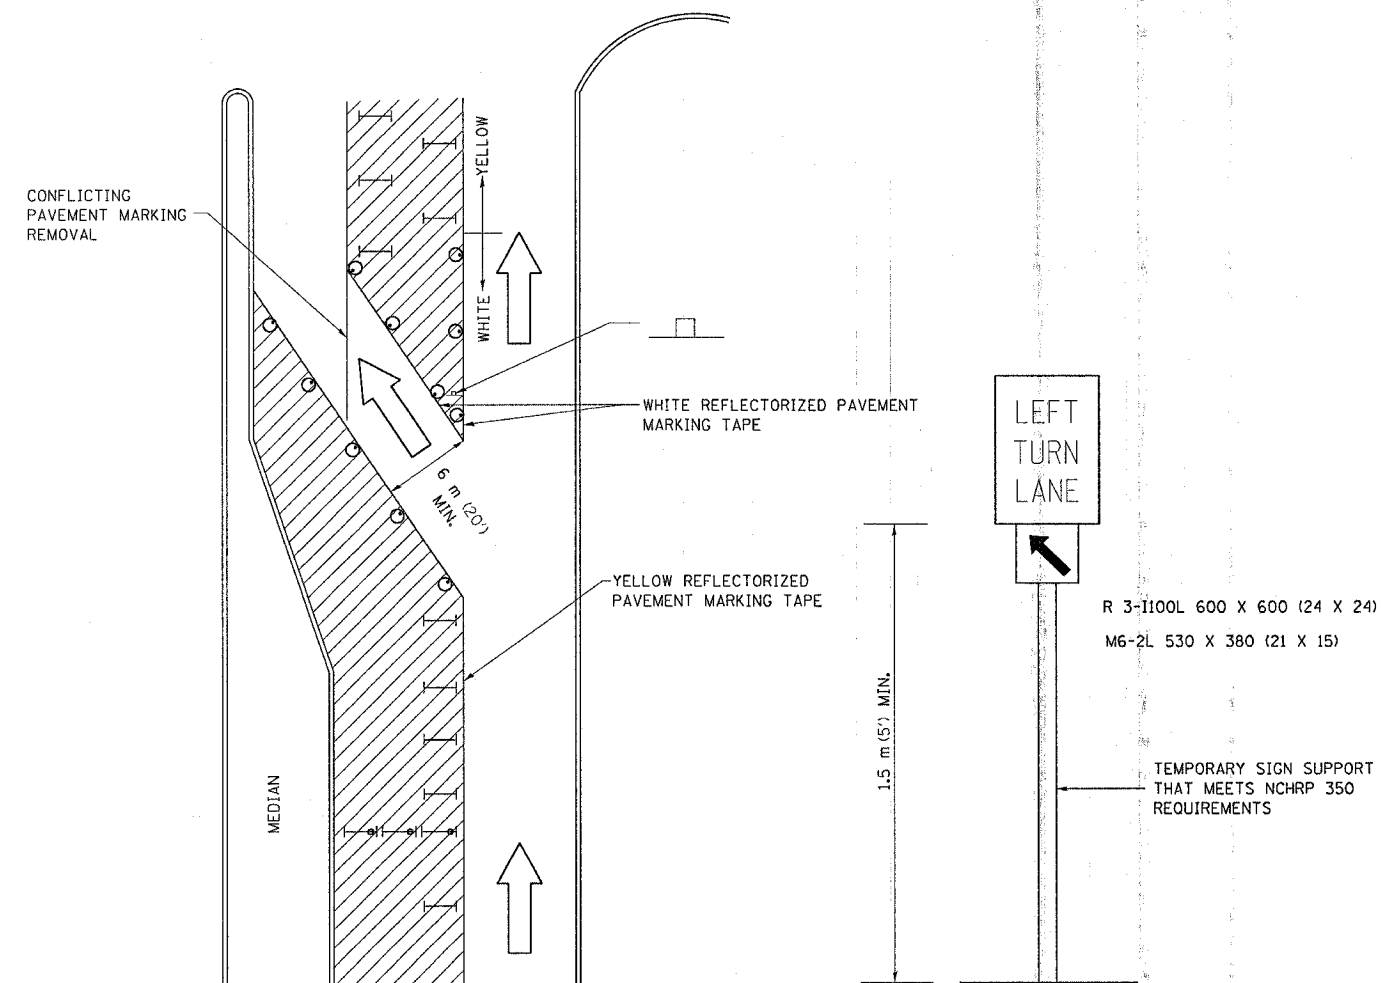 CONFLICTING
PAVEMENT MARKING
REMOVAL
YELLOW
WHITE
WHITE REFLECTORIZED PAVEMENT
MARKING TAPE
6 m (20')
MIN.
YELLOW REFLECTORIZED
PAVEMENT MARKING TAPE
MEDIAN
LEFT
TURN
LANE
R 3-I100L 600 X 600 (24 X 24)
M6-2L 530 X 380 (21 X 15)
1.5 m (5') MIN.
TEMPORARY SIGN SUPPORT
THAT MEETS NCHRP 350
REQUIREMENTS